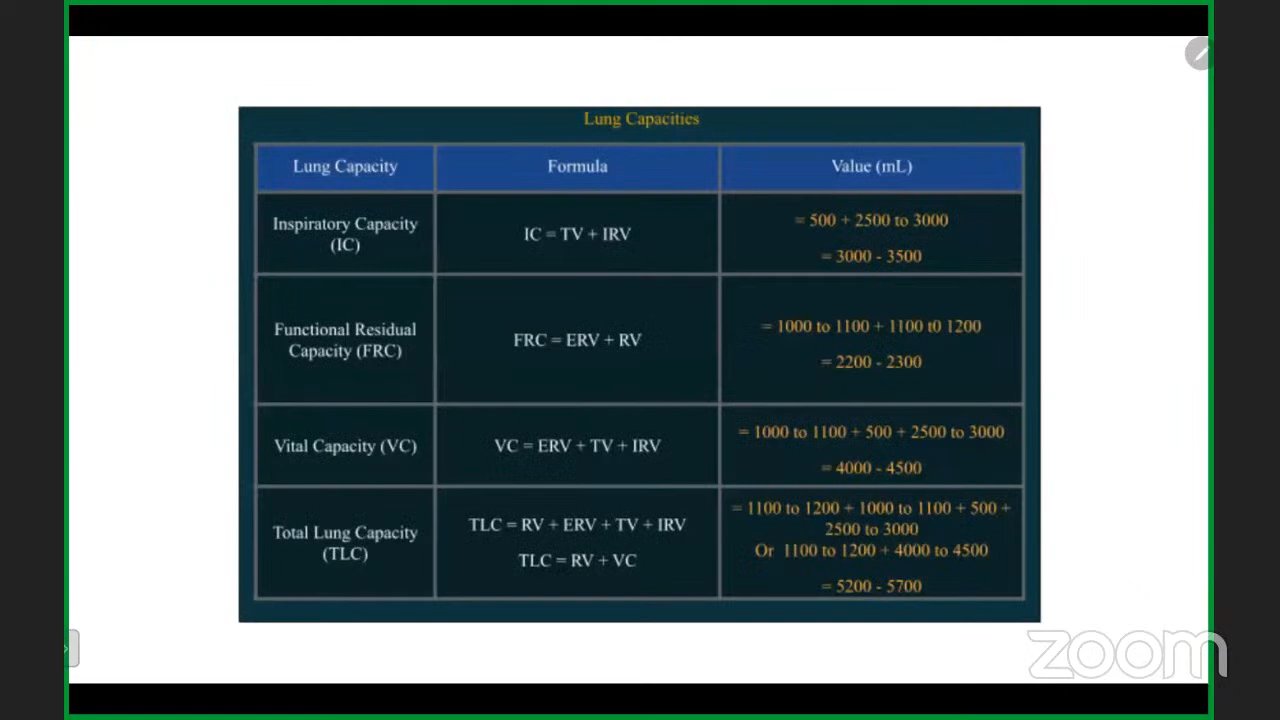 Lung Capacities
Lung Capacity
Formula
Value (mL)
Inspiratory Capacity
(IC)
IC = TV + IRV
= 500 + 2500 to 3000
= 3000 - 3500
Functional Residual
Capacity (FRC)
FRC = ERV + RV
= 1000 to 1100 + 1100 t0 1200
= 2200 - 2300
Vital Capacity (VC)
VC = ERV + TV + IRV
= 1000 to 1100 + 500 + 2500 to 3000
= 4000 - 4500
Total Lung Capacity
(TLC)
TLC = RV + ERV + TV + IRV
TLC = RV + VC
= 1100 to 1200 + 1000 to 1100 + 500 +
2500 to 3000
Or 1100 to 1200 + 4000 to 4500
= 5200 - 5700
zoom